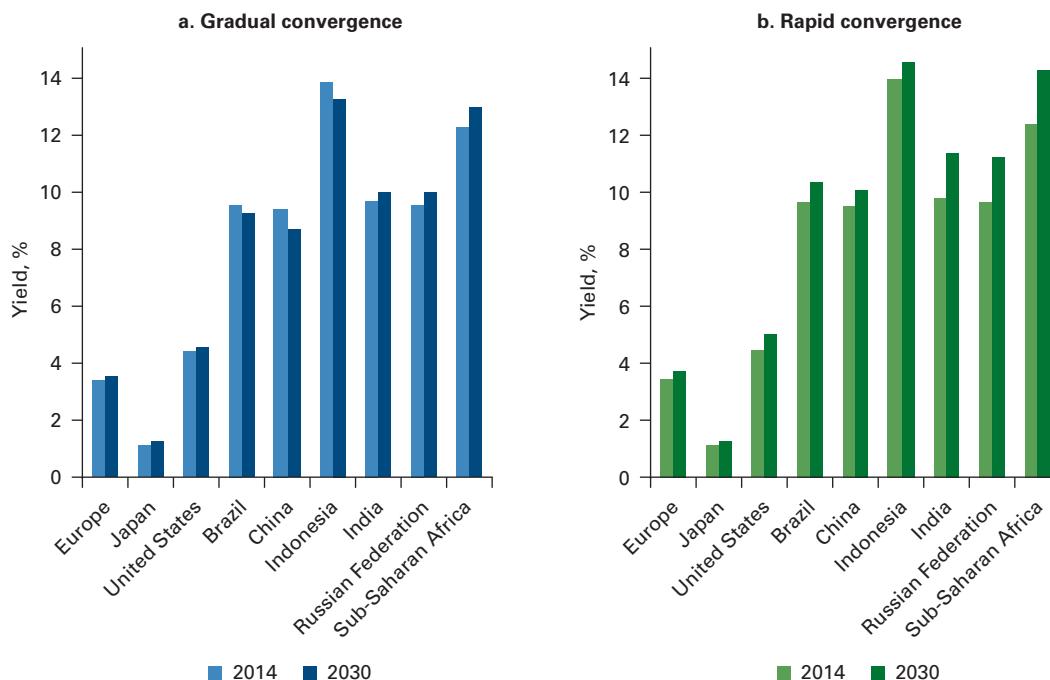 a. Gradual convergence
Yield, %
14
12
10
8
6
4
2
0
Europe
Japan
United States
Brazil
China
Indonesia
India
Russian Federation
Sub-Saharan Africa
2014 2030
b. Rapid convergence
Yield, %
14
12
10
8
6
4
2
0
Europe
Japan
United States
Brazil
China
Indonesia
India
Russian Federation
Sub-Saharan Africa
2014 2030